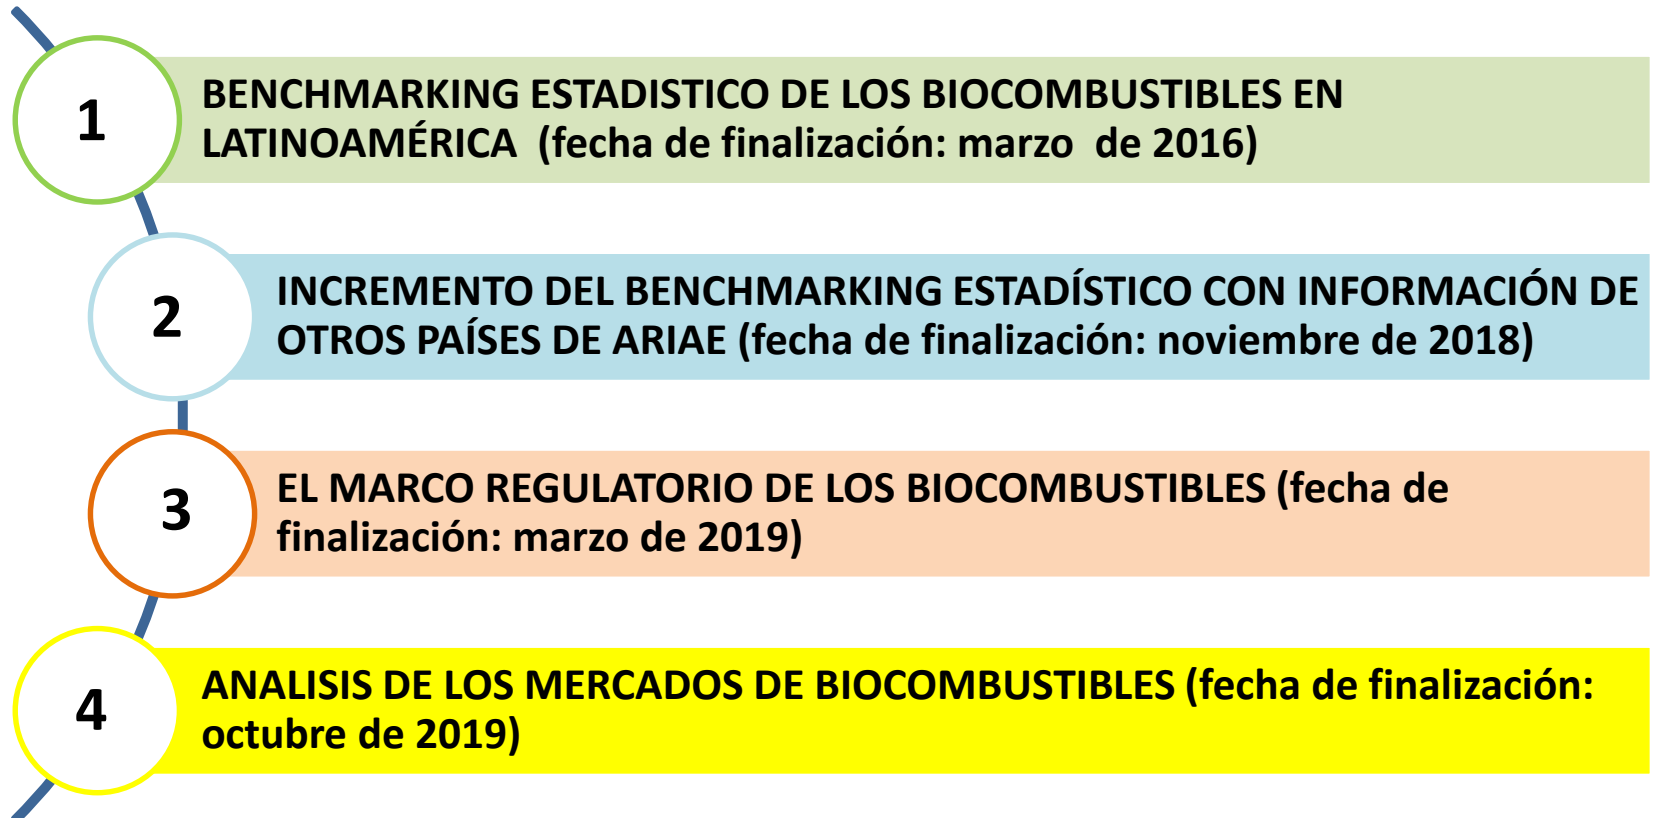 1
BENCHMARKING ESTADISTICO DE LOS BIOCOMBUSTIBLES EN
LATINOAMÉRICA (fecha de finalización: marzo de 2016)
2
INCREMENTO DEL BENCHMARKING ESTADÍSTICO CON INFORMACIÓN DE
OTROS PAÍSES DE ARIAE (fecha de finalización: noviembre de 2018)
3
EL MARCO REGULATORIO DE LOS BIOCOMBUSTIBLES (fecha de
finalización: marzo de 2019)
4
ANALISIS DE LOS MERCADOS DE BIOCOMBUSTIBLES (fecha de finalización:
octubre de 2019)